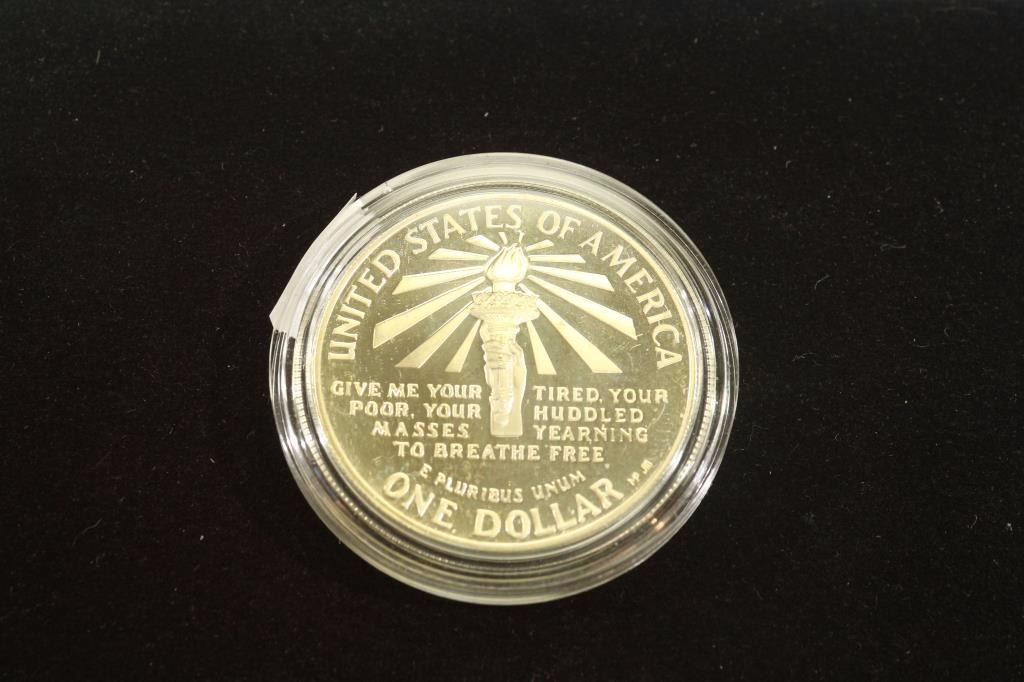 UNITED STATES OF AMERICA
GIVE ME YOUR TIRED, YOUR
POOR, YOUR HUDDLED
MASSES YEARNING
TO BREATHE FREE
E PLURIBUS UNUM
ONE DOLLAR